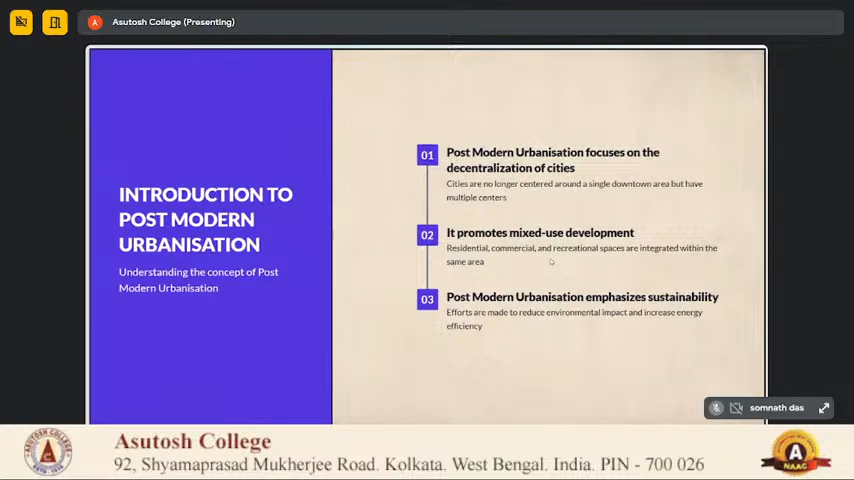 A Asutosh College (Presenting)
INTRODUCTION TO
POST MODERN
URBANISATION
Understanding the concept of Post
Modern Urbanisation
01 Post Modern Urbanisation focuses on the
decentralization of cities
Cities are no longer centered around a single downtown area but have
multiple centers
02 It promotes mixed-use development
Residential, commercial, and recreational spaces are integrated within the
same area
03 Post Modern Urbanisation emphasizes sustainability
Efforts are made to reduce environmental impact and increase energy
efficiency
somnath das
Asutosh College
92, Shyamaprasad Mukherjee Road. Kolkata. West Bengal. India. PIN - 700 026
A
NAAC